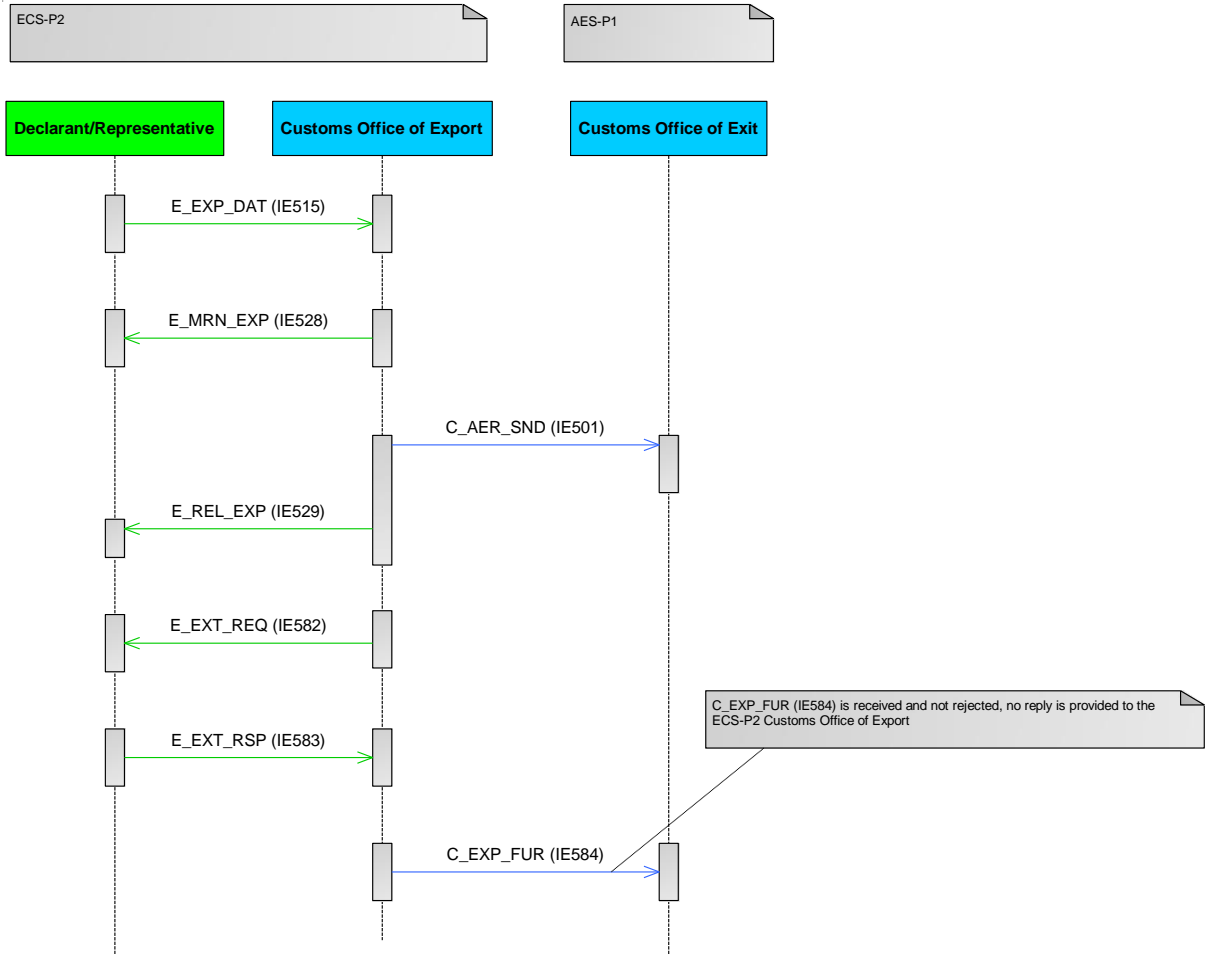 ECS-P2
AES-P1
Declarant/Representative
Customs Office of Export
Customs Office of Exit
E_EXP_DAT (IE515)
E_MRN_EXP (IE528)
C_AER_SND (IE501)
E_REL_EXP (IE529)
E_EXT_REQ (IE582)
C_EXP_FUR (IE584) is received and not rejected, no reply is provided to the
ECS-P2 Customs Office of Export
E_EXT_RSP (IE583)
C_EXP_FUR (IE584)